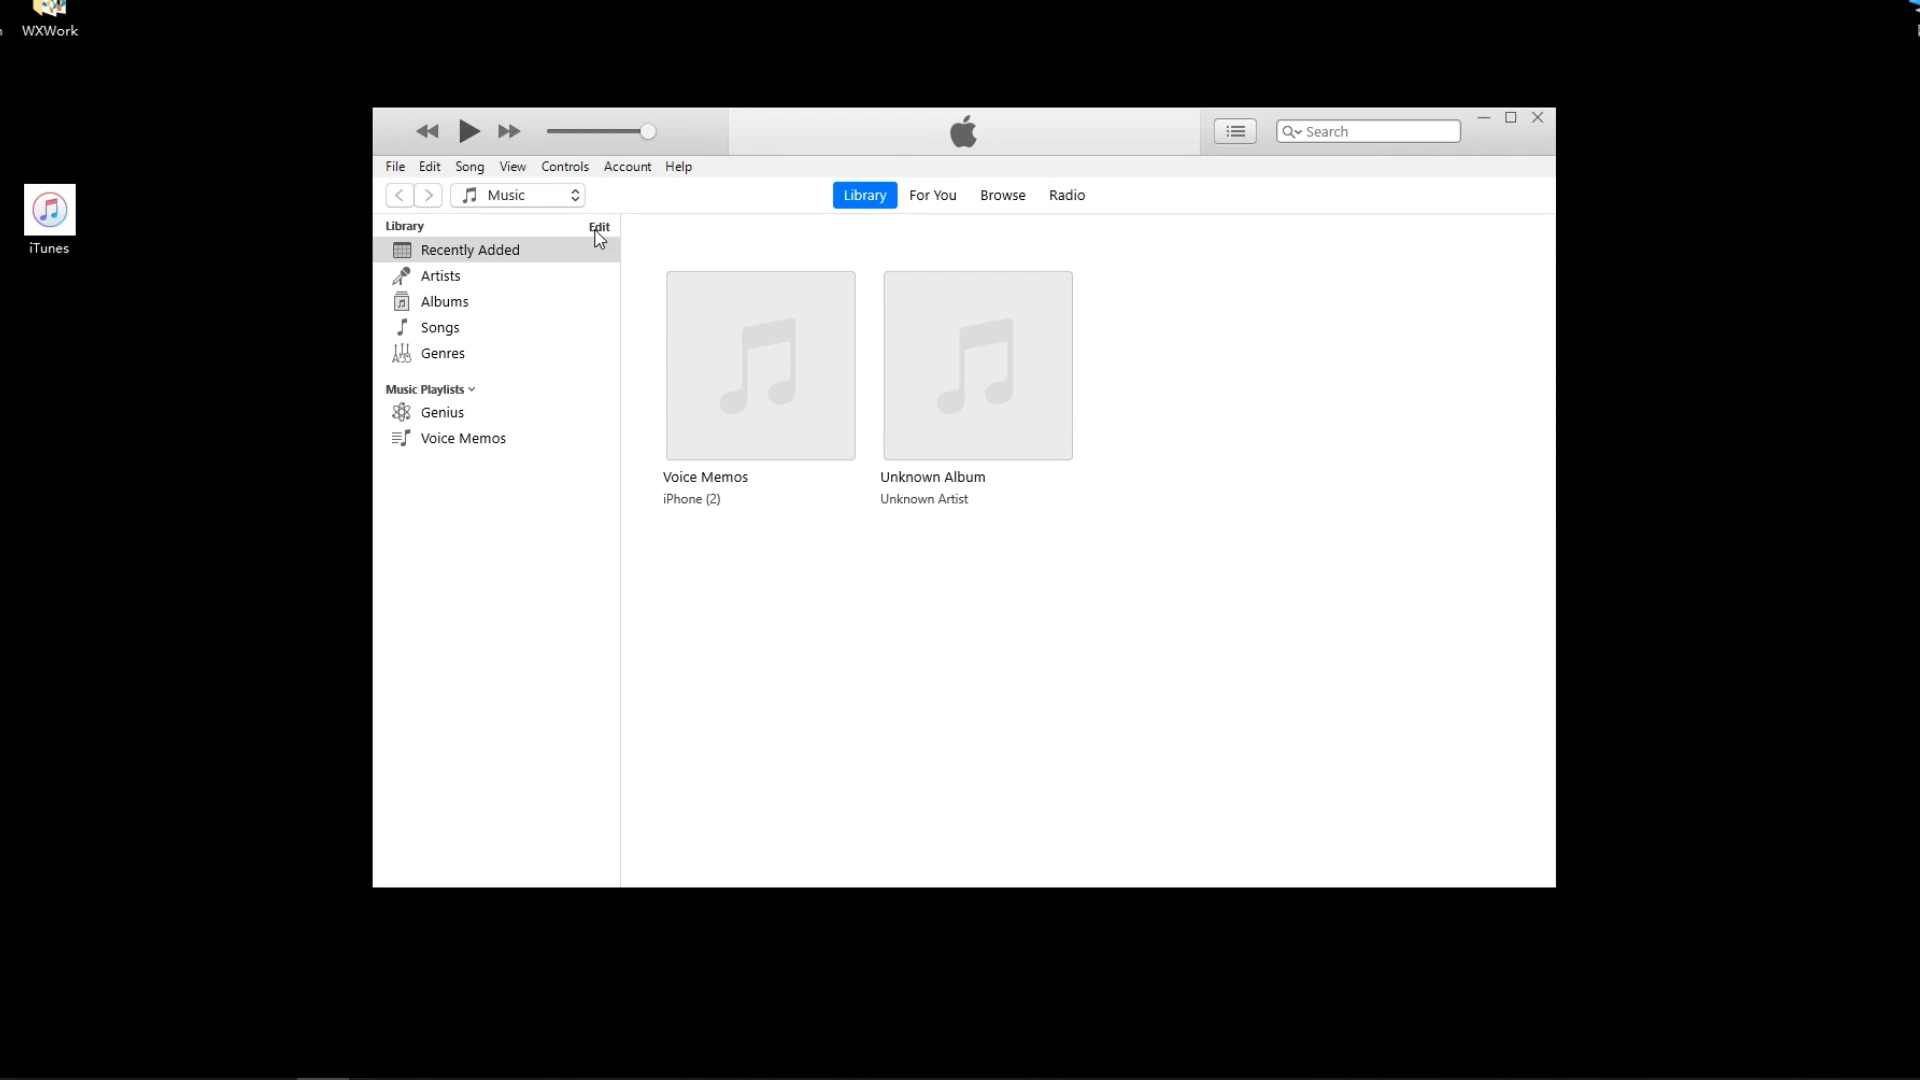 WXWork
iTunes
Search
File Edit Song View Controls Account Help
Music
Library For You Browse Radio
Library Edit
Recently Added
Artists
Albums
Songs
Genres
Music Playlists
Genius
Voice Memos
Voice Memos
iPhone (2)
Unknown Album
Unknown Artist